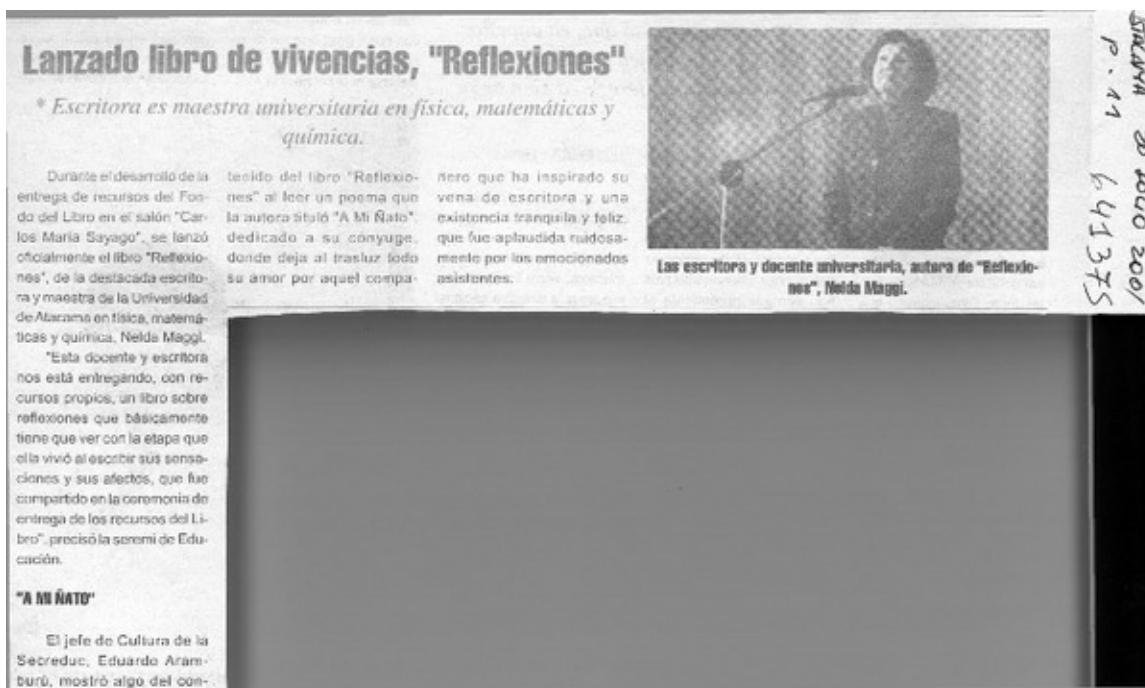 Lanzado libro de vivencias, "Reflexiones"
* Escritora es maestra universitaria en física, matemáticas y
química.
Durante el desarrollo de la
entrega de recursos del Fon-
do del Libro en el salón "Car-
los María Sayago", se lanzó
oficialmente el libro "Reflexio-
nes", de la destacada escrito-
ra y maestra de la Universidad
de Atacama en física, matemá-
ticas y química, Nelda Maggi.
"Esta docente y escritora
nos está entregando, con re-
cursos propios, un libro sobre
reflexiones que básicamente
tiene que ver con la etapa que
ella vivió al escribir sus sensa-
ciones y sus afectos, que fue
compartido en la ceremonia de
entrega de los recursos del Li-
bro", precisó la seremi de Edu-
cación.
"A MI ÑATO"
El jefe de Cultura de la
Secreduc, Eduardo Aram-
burú, mostró algo del con-
tenido del libro "Reflexio-
nes" al leer un poema que
la autora tituló "A Mi Ñato",
dedicado a su cónyuge,
donde deja al trasluz todo
su amor por aquel compa-
ñero que ha inspirado su
vena de escritora y una
existencia tranquila y feliz,
que fue aplaudida ruidosa-
mente por los emocionados
asistentes.
Las escritora y docente universitaria, autora de "Reflexio-
nes", Nelda Maggi.
P. 11
641375